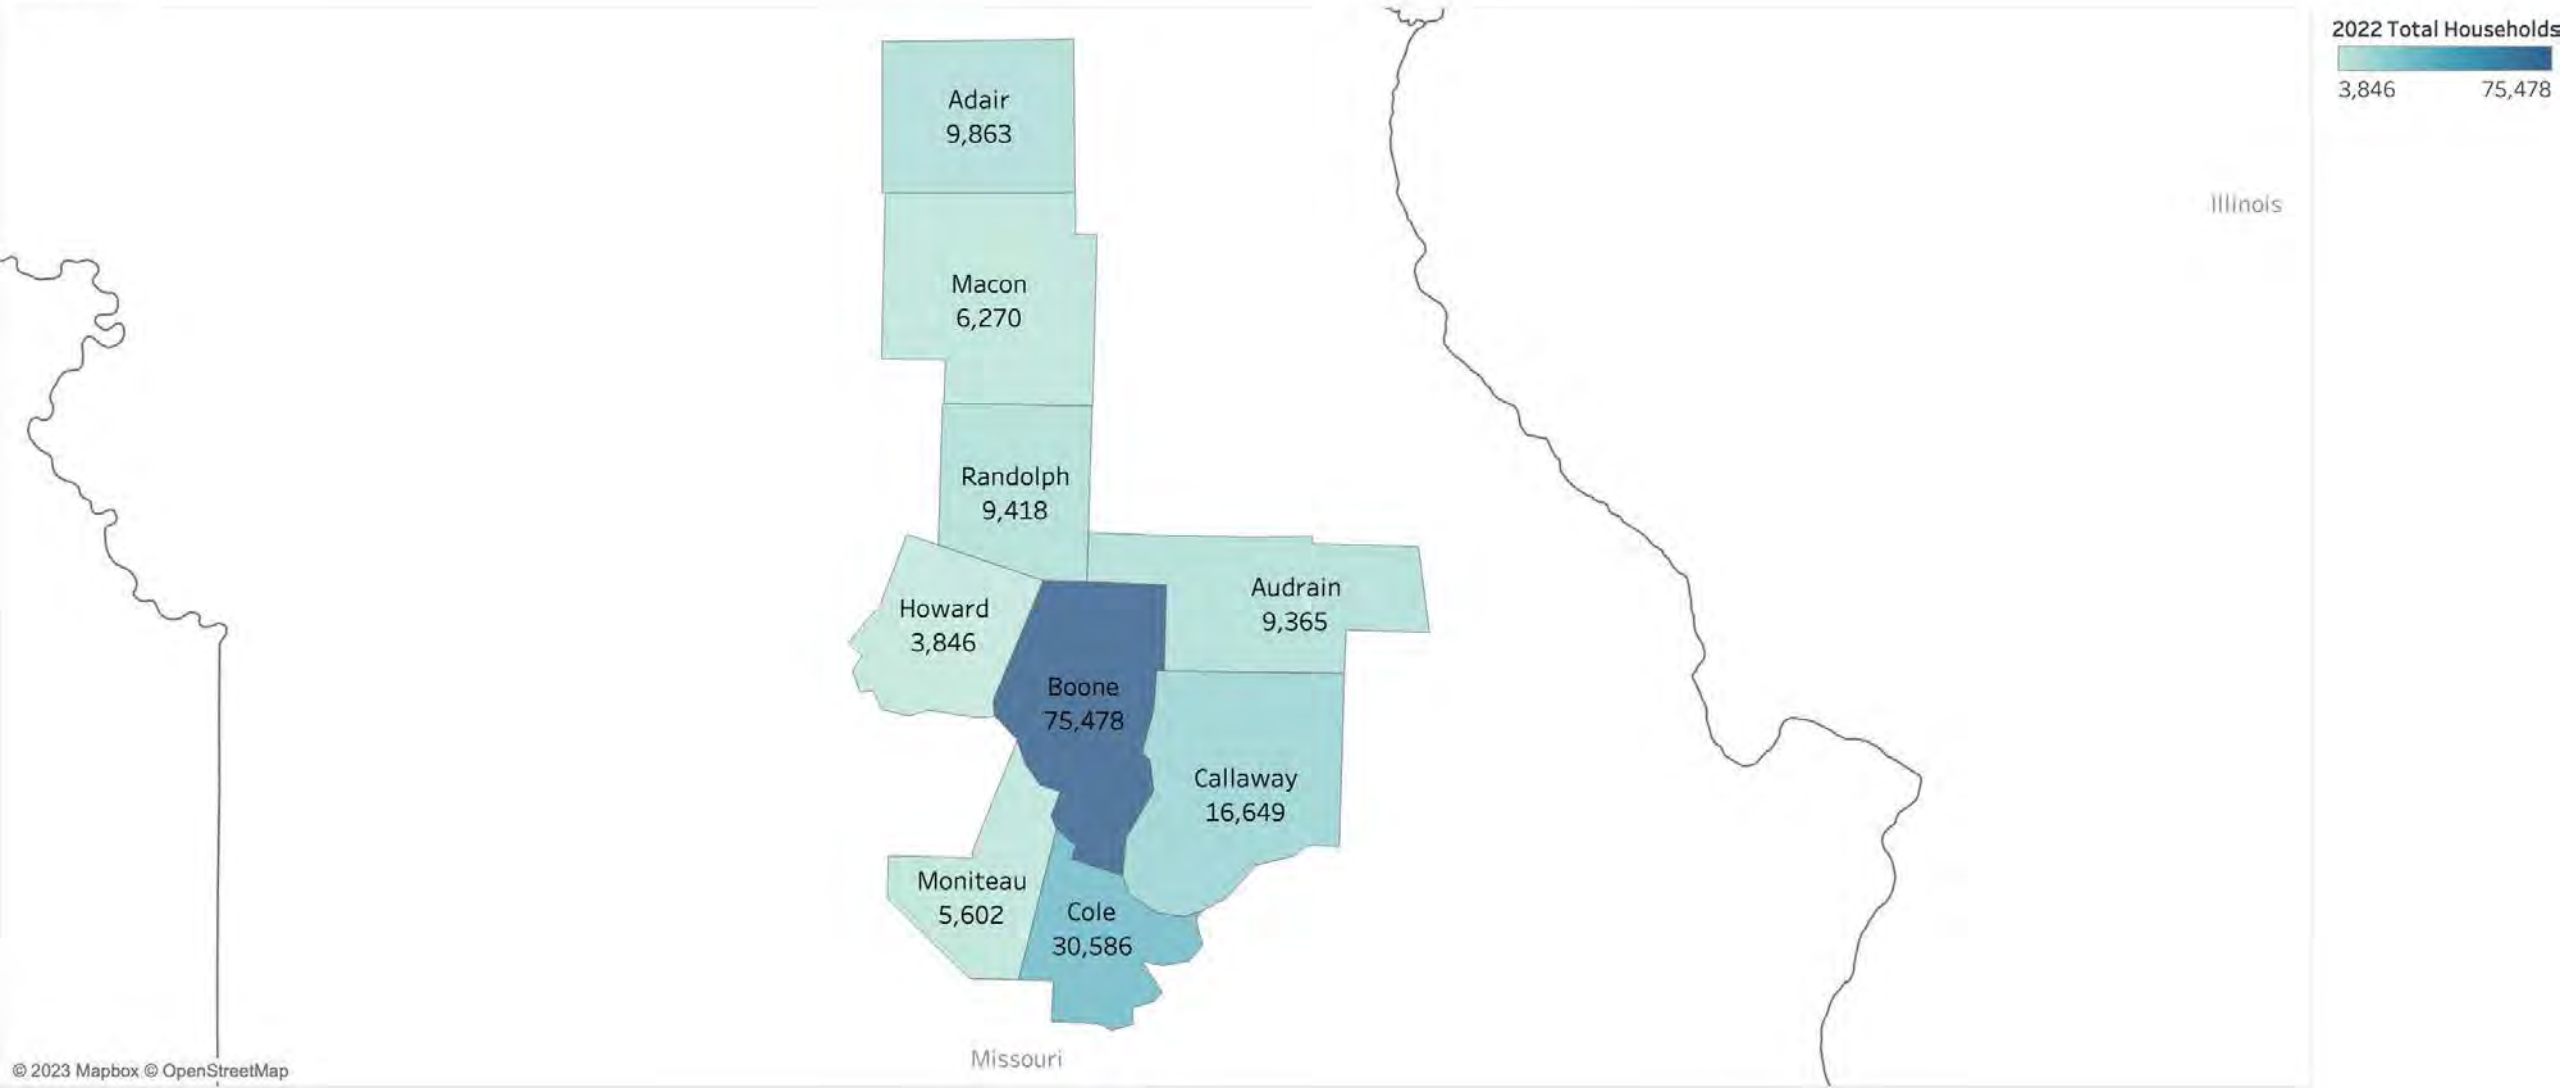 2022 Total Households
3,846 75,478
Adair
9,863
Illinois
Macon
6,270
Randolph
9,418
Audrain
9,365
Howard
3,846
Boone
75,478
Callaway
16,649
Moniteau
5,602
Cole
30,586
Missouri
© 2023 Mapbox © OpenStreetMap